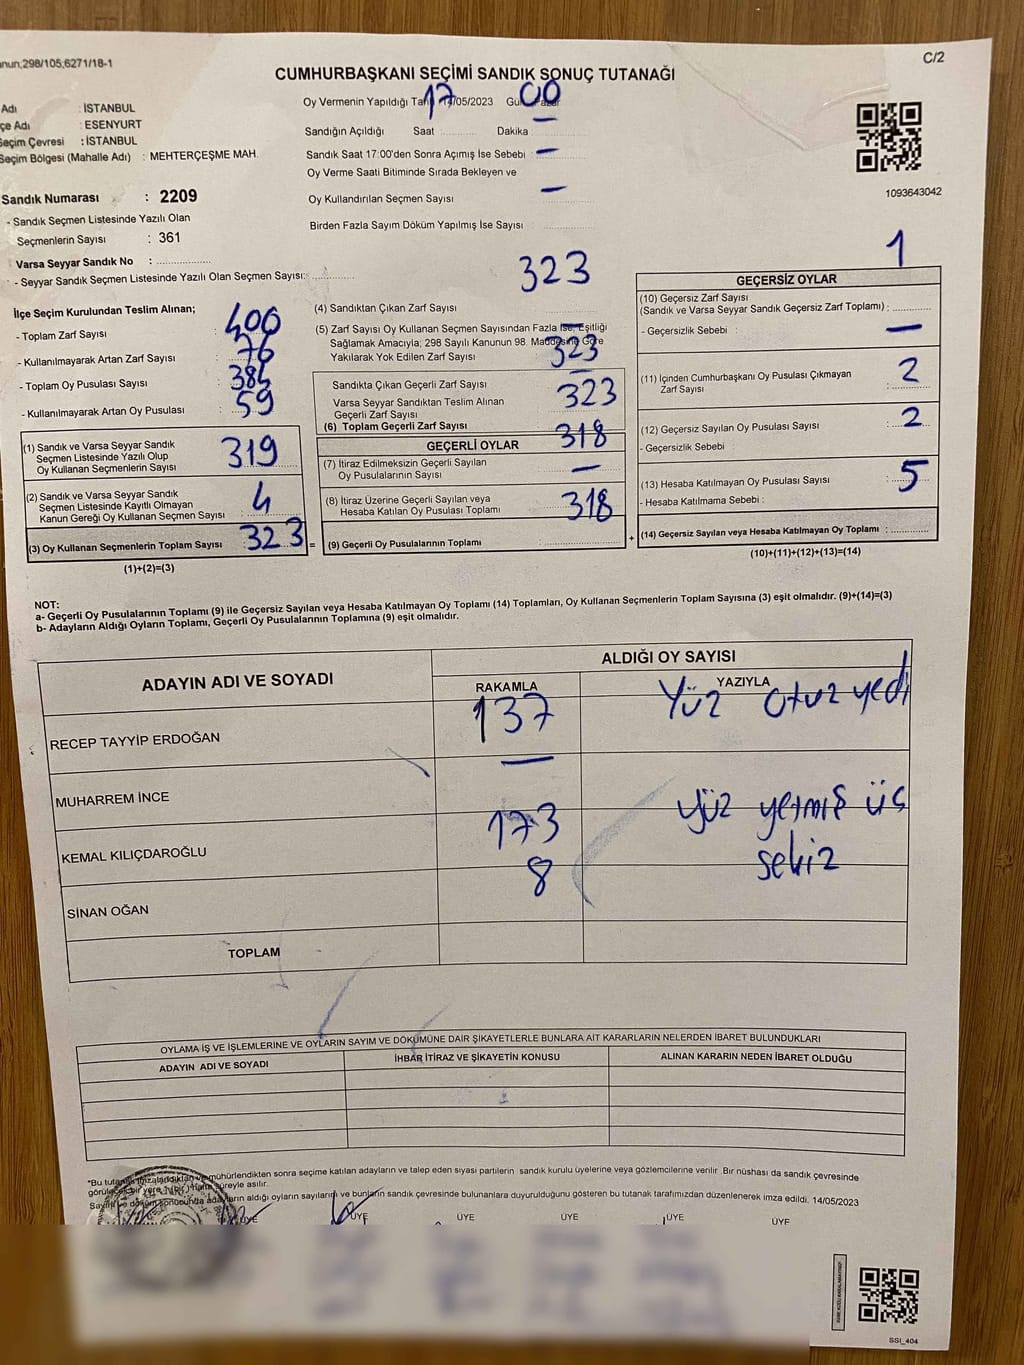 nun,298/105,6271/18-1
C/2
CUMHURBAŞKANI SEÇİMİ SANDIK SONUÇ TUTANAĞI
Adı : İSTANBUL
çe Adı : ESENYURT
Seçim Çevresi : İSTANBUL
Seçim Bölgesi (Mahalle Adı) : MEHTERÇEŞME MAH.
Sandık Numarası : 2209
- Sandık Seçmen Listesinde Yazılı Olan
Seçmenlerin Sayısı : 361
Varsa Seyyar Sandık No :
- Seyyar Sandık Seçmen Listesinde Yazılı Olan Seçmen Sayısı:
Oy Vermenin Yapıldığı 14/05/2023
17 00
Sandığın Açıldığı Saat Dakika —
Sandık Saat 17:00'den Sonra Açımış İse Sebebi —
Oy Verme Saati Bitiminde Sırada Bekleyen ve
Oy Kullandırılan Seçmen Sayısı —
Birden Fazla Sayım Döküm Yapılmış İse Sayısı
1093643042
İlçe Seçim Kurulundan Teslim Alınan;
- Toplam Zarf Sayısı : 400
- Kullanılmayarak Artan Zarf Sayısı : 76
- Toplam Oy Pusulası Sayısı : 384
- Kullanılmayarak Artan Oy Pusulası : 59
(1) Sandık ve Varsa Seyyar Sandık
Seçmen Listesinde Yazılı Olup
Oy Kullanan Seçmenlerin Sayısı 319
(2) Sandık ve Varsa Seyyar Sandık
Seçmen Listesinde Kayıtlı Olmayan
Kanun Gereği Oy Kullanan Seçmen Sayısı 4
(3) Oy Kullanan Seçmenlerin Toplam Sayısı 323 =
(1)+(2)=(3)
323
(4) Sandıktan Çıkan Zarf Sayısı
(5) Zarf Sayısı Oy Kullanan Seçmen Sayısından Fazla İse, Eşitliği —
Sağlamak Amacıyla; 298 Sayılı Kanunun 98. Maddesine Göre
Yakılarak Yok Edilen Zarf Sayısı 323
Sandıkta Çıkan Geçerli Zarf Sayısı —
Varsa Seyyar Sandıktan Teslim Alınan 323
Geçerli Zarf Sayısı
(6) Toplam Geçerli Zarf Sayısı
GEÇERLİ OYLAR 318
(7) İtiraz Edilmeksizin Geçerli Sayılan
Oy Pusulalarının Sayısı —
(8) İtiraz Üzerine Geçerli Sayılan veya 318
Hesaba Katılan Oy Pusulası Toplamı
(9) Geçerli Oy Pusulalarının Toplamı +
1
GEÇERSİZ OYLAR
(10) Geçersiz Zarf Sayısı
(Sandık ve Varsa Seyyar Sandık Geçersiz Zarf Toplamı) :
- Geçersizlik Sebebi : —
(11) İçinden Cumhurbaşkanı Oy Pusulası Çıkmayan 2
Zarf Sayısı
(12) Geçersiz Sayılan Oy Pusulası Sayısı : 2
- Geçersizlik Sebebi :
(13) Hesaba Katılmayan Oy Pusulası Sayısı : 5
- Hesaba Katılmama Sebebi :
(14) Geçersiz Sayılan veya Hesaba Katılmayan Oy Toplamı :
(10)+(11)+(12)+(13)=(14)
NOT:
a- Geçerli Oy Pusulalarının Toplamı (9) ile Geçersiz Sayılan veya Hesaba Katılmayan Oy Toplamı (14) Toplamları, Oy Kullanan Seçmenlerin Toplam Sayısına (3) eşit olmalıdır. (9)+(14)=(3)
b- Adayların Aldığı Oyların Toplamı, Geçerli Oy Pusulalarının Toplamına (9) eşit olmalıdır.
ADAYIN ADI VE SOYADI
ALDIĞI OY SAYISI
RAKAMLA YAZIYLA
RECEP TAYYİP ERDOĞAN 137 Yüz otuz yedi
MUHARREM İNCE —
KEMAL KILIÇDAROĞLU 173 Yüz yetmiş üç
SİNAN OĞAN 8 sekiz
TOPLAM
OYLAMA İŞ VE İŞLEMLERİNE VE OYLARIN SAYIM VE DÖKÜMÜNE DAİR ŞİKAYETLERLE BUNLARA AİT KARARLARIN NELERDEN İBARET BULUNDUKLARI
ADAYIN ADI VE SOYADI İHBAR İTİRAZ VE ŞİKAYETİN KONUSU ALINAN KARARIN NEDEN İBARET OLDUĞU
"Bu tutanak mühürlendikten sonra seçime katılan adayların ve talep eden siyasi partilerin sandık kurulu üyelerine veya gözlemcilerine verilir. Bir nüshası da sandık çevresinde
süreyle asılır.
aldığı oyların sayılarını ve bunların sandık çevresinde bulunanlara duyurulduğunu gösteren bu tutanak tarafımızdan düzenlenerek imza edildi. 14/05/2023
ÜYE ÜYE ÜYE ÜYE ÜYE ÜYE
SSI_404